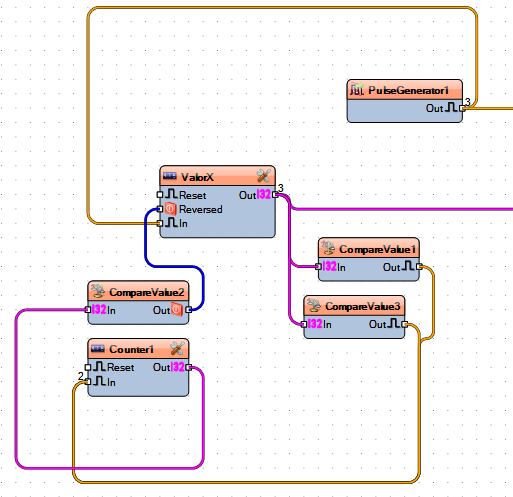 PulseGenerator1
3
Out
ValorX
3
Reset
Out I32
Reversed
In
CompareValue1
I32 In
Out
CompareValue2
I32 In
Out
CompareValue3
I32 In
Out
Counter1
Reset
Out I32
2
In